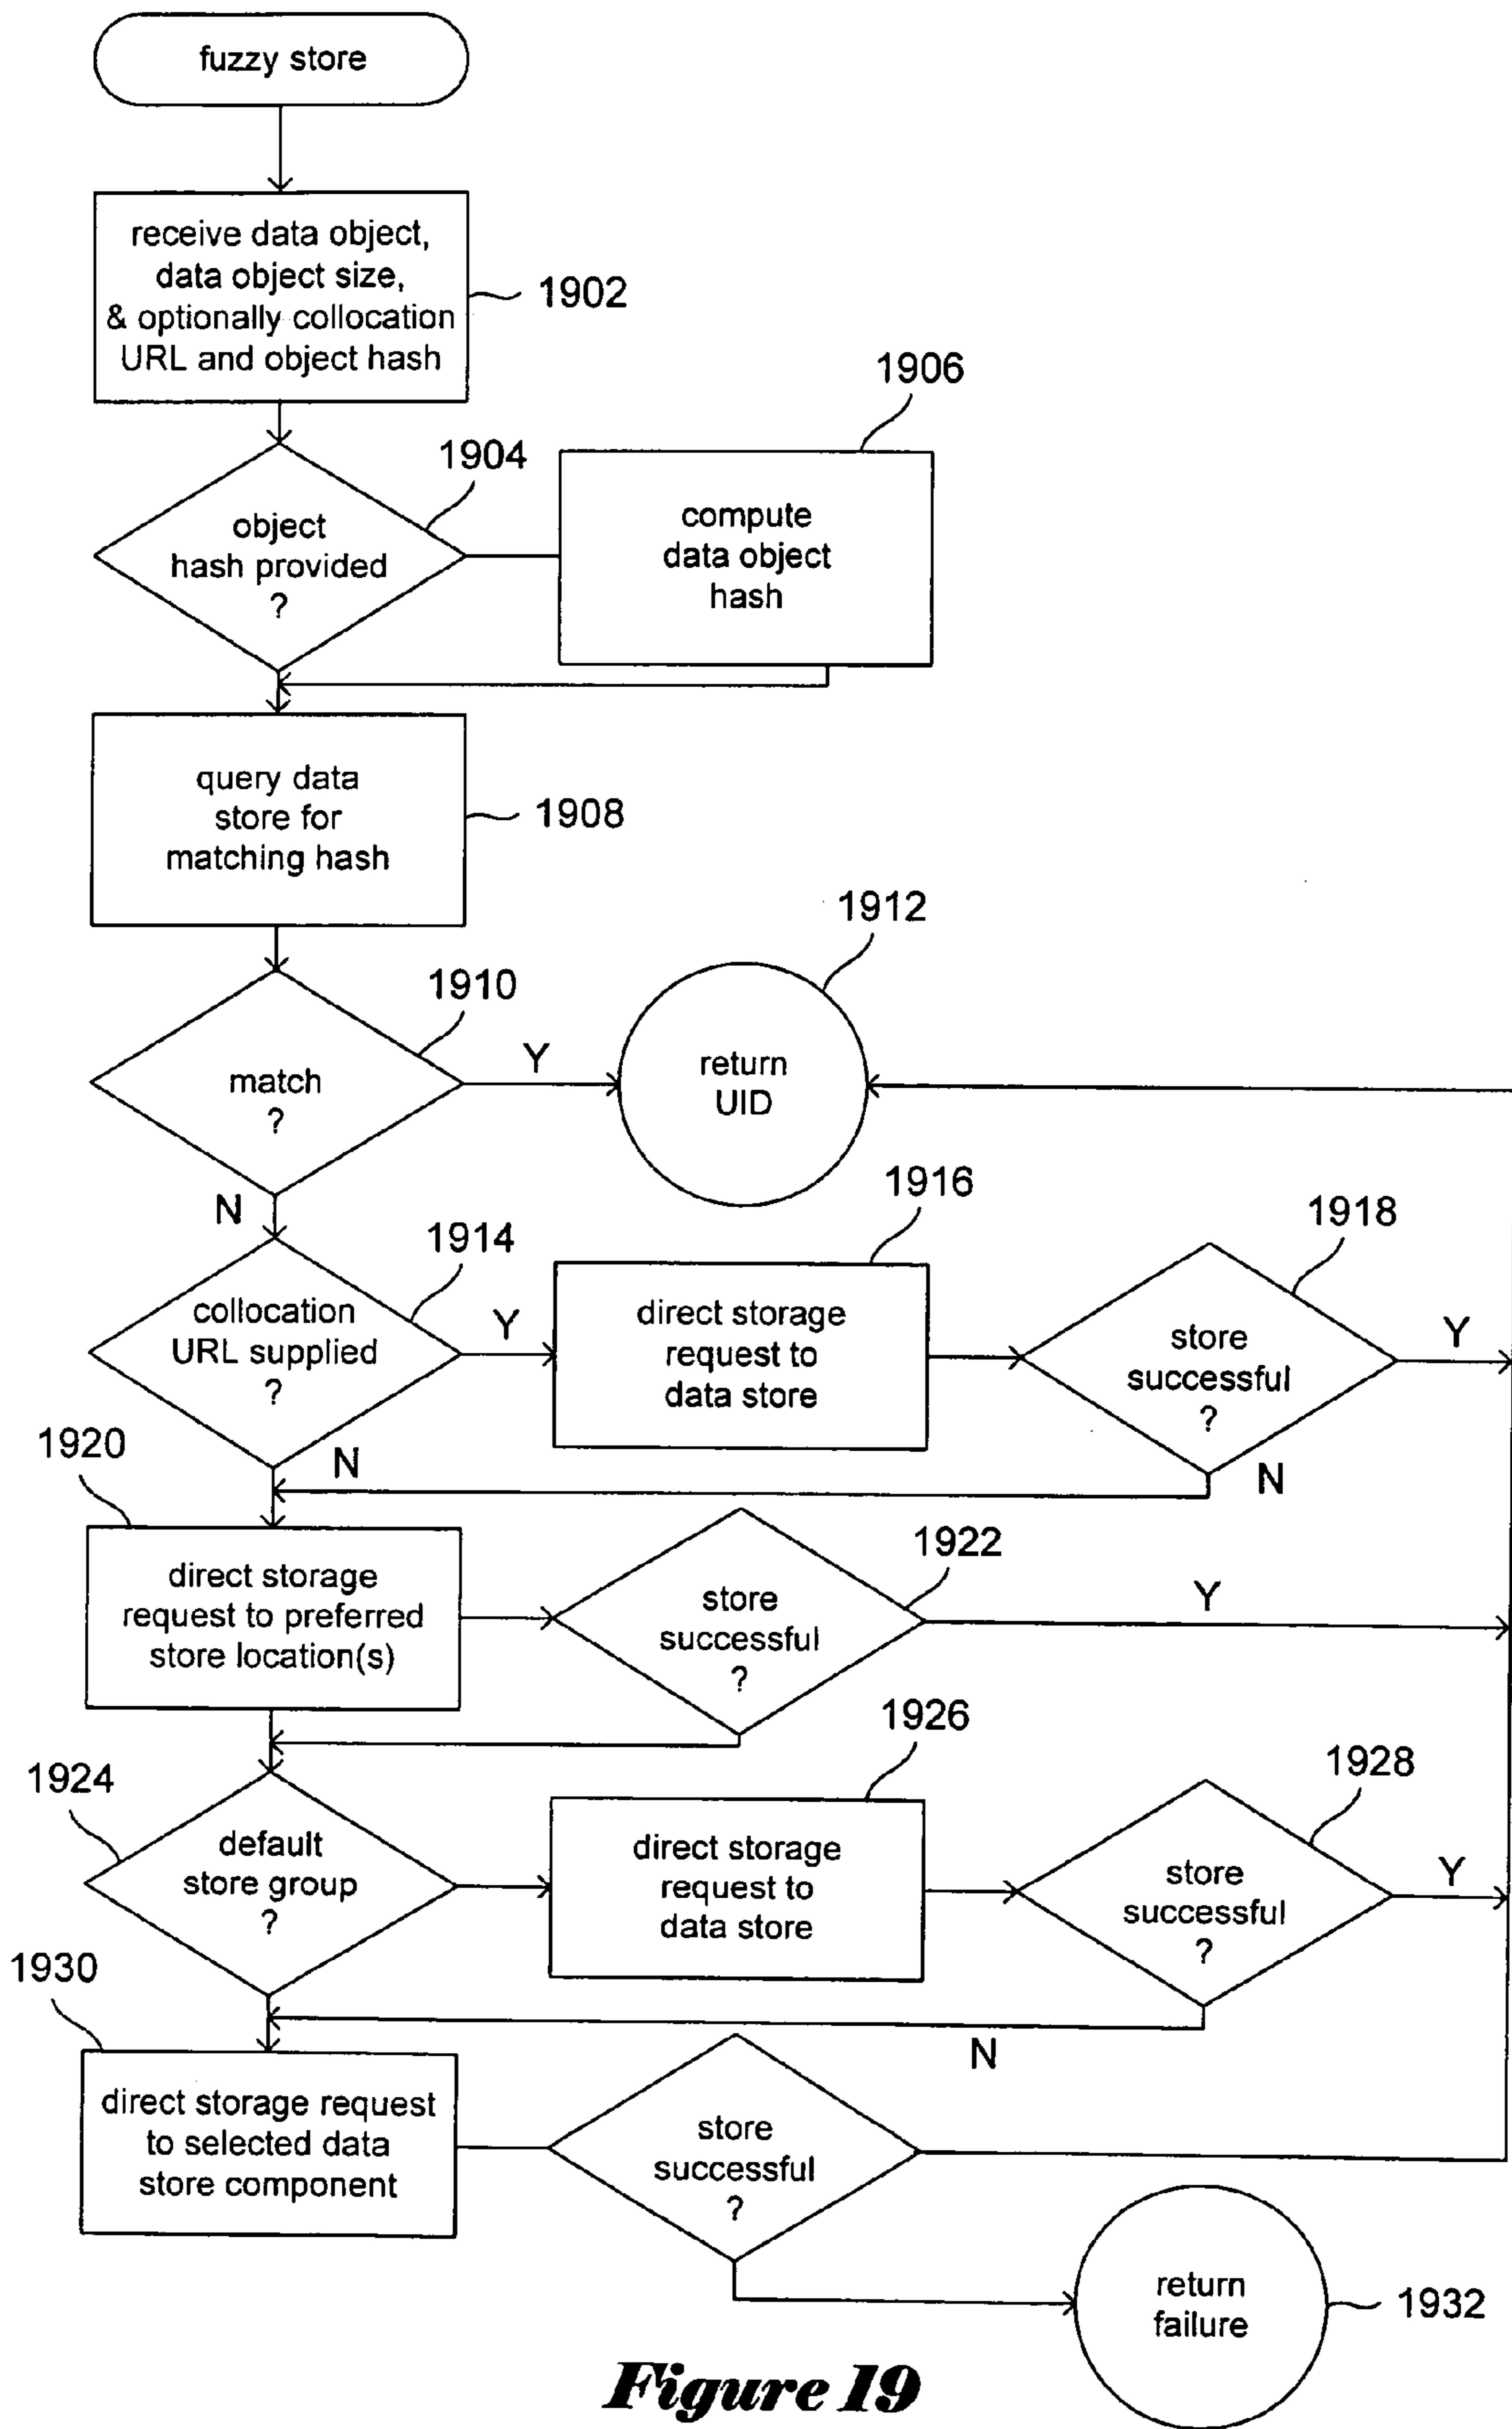 fuzzy store
receive data object,
data object size,
& optionally collocation
URL and object hash
1902
1906
1904
object
hash provided
?
compute
data object
hash
query data
store for
matching hash
1908
1912
1910
match
?
Y
return
UID
N
1916
1918
1914
collocation
URL supplied
?
Y
direct storage
request to
data store
store
successful
?
Y
1920
N
N
direct storage
request to preferred
store location(s)
1922
store
successful
?
Y
1926
1928
1924
default
store group
?
direct storage
request to
data store
store
successful
?
Y
1930
N
direct storage request
to selected data
store component
store
successful
?
return
failure
1932
Figure 19